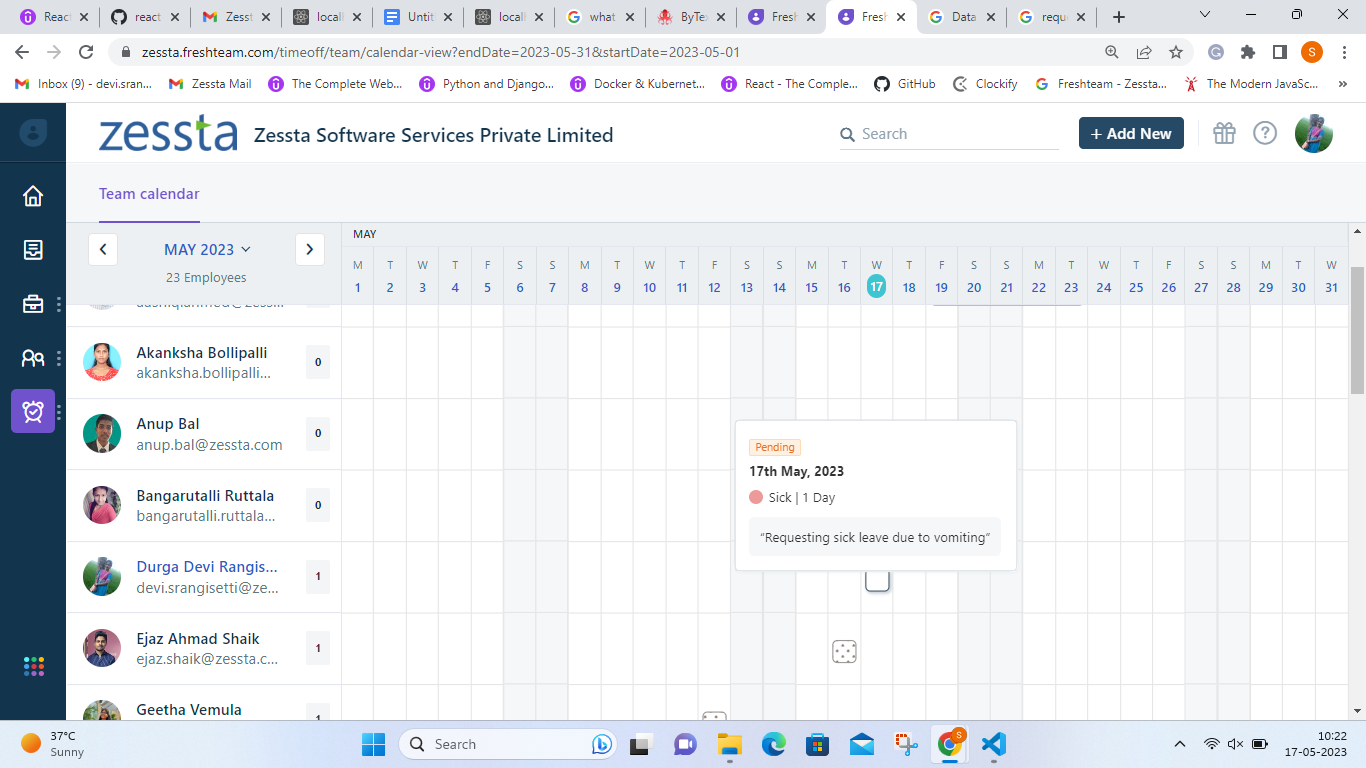 React
react
Zesst
locall
Untitl
locall
what
ByTe
Fresh
Fresh
Data
requ
zessta.freshteam.com/timeoff/team/calendar-view?endDate=2023-05-31&startDate=2023-05-01
S
Inbox (9) - devi.sran...
Zessta Mail
The Complete Web...
Python and Django...
Docker & Kubernet...
React - The Comple...
GitHub
Clockify
Freshteam - Zessta...
The Modern JavaSc...
»
zessta
Zessta Software Services Private Limited
Search
+ Add New
Team calendar
MAY 2023
23 Employees
MAY
M T W T F S S M T W T F S S M T W T F S S M T W T F S S M T W
1 2 3 4 5 6 7 8 9 10 11 12 13 14 15 16 17 18 19 20 21 22 23 24 25 26 27 28 29 30 31
Akanksha Bollipalli
akanksha.bollipalli...
0
Anup Bal
anup.bal@zessta.com
0
Bangarutalli Ruttala
bangarutalli.ruttala...
0
Durga Devi Rangis...
devi.srangisetti@ze...
1
Ejaz Ahmad Shaik
ejaz.shaik@zessta.c...
1
Geetha Vemula
1
Pending
17th May, 2023
Sick | 1 Day
“Requesting sick leave due to vomiting”
37°C
Sunny
Search
S
10:22
17-05-2023